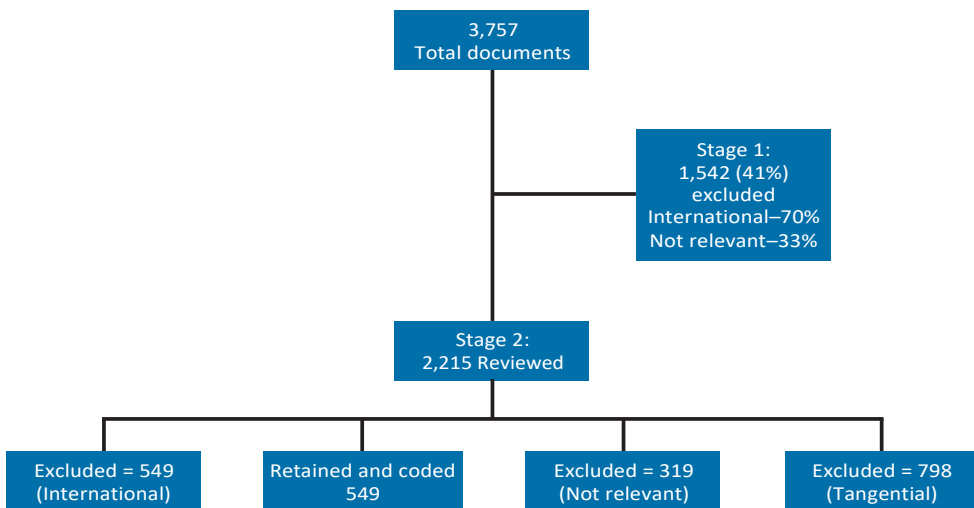 3,757
Total documents
Stage 1:
1,542 (41%)
excluded
International–70%
Not relevant–33%
Stage 2:
2,215 Reviewed
Excluded = 549
(International)
Retained and coded
549
Excluded = 319
(Not relevant)
Excluded = 798
(Tangential)